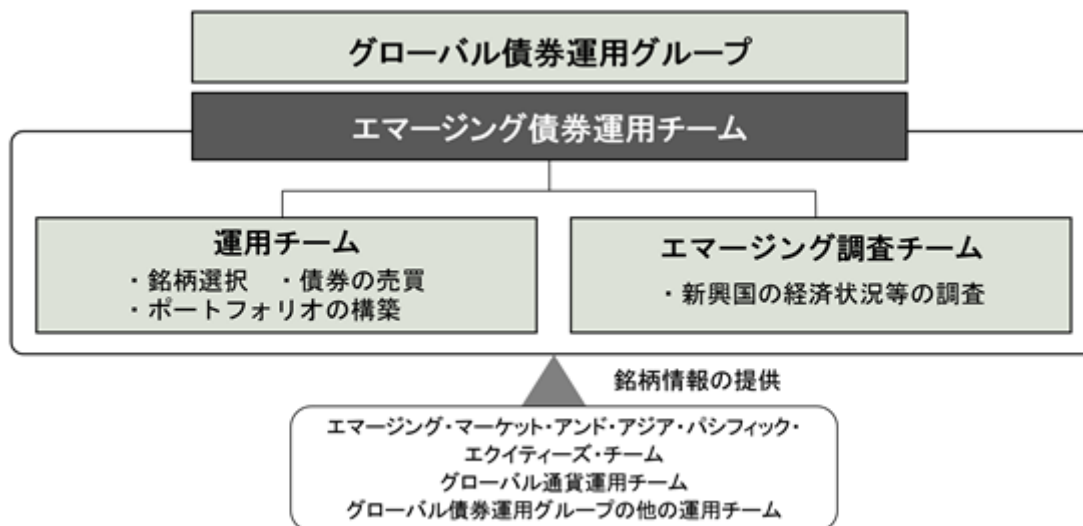 グローバル債券運用グループ
エマージング債券運用チーム
運用チーム
・銘柄選択　・債券の売買
・ポートフォリオの構築
エマージング調査チーム
・新興国の経済状況等の調査
銘柄情報の提供
エマージング・マーケット・アンド・アジア・パシフィック・
エクイティーズ・チーム
グローバル通貨運用チーム
グローバル債券運用グループの他の運用チーム